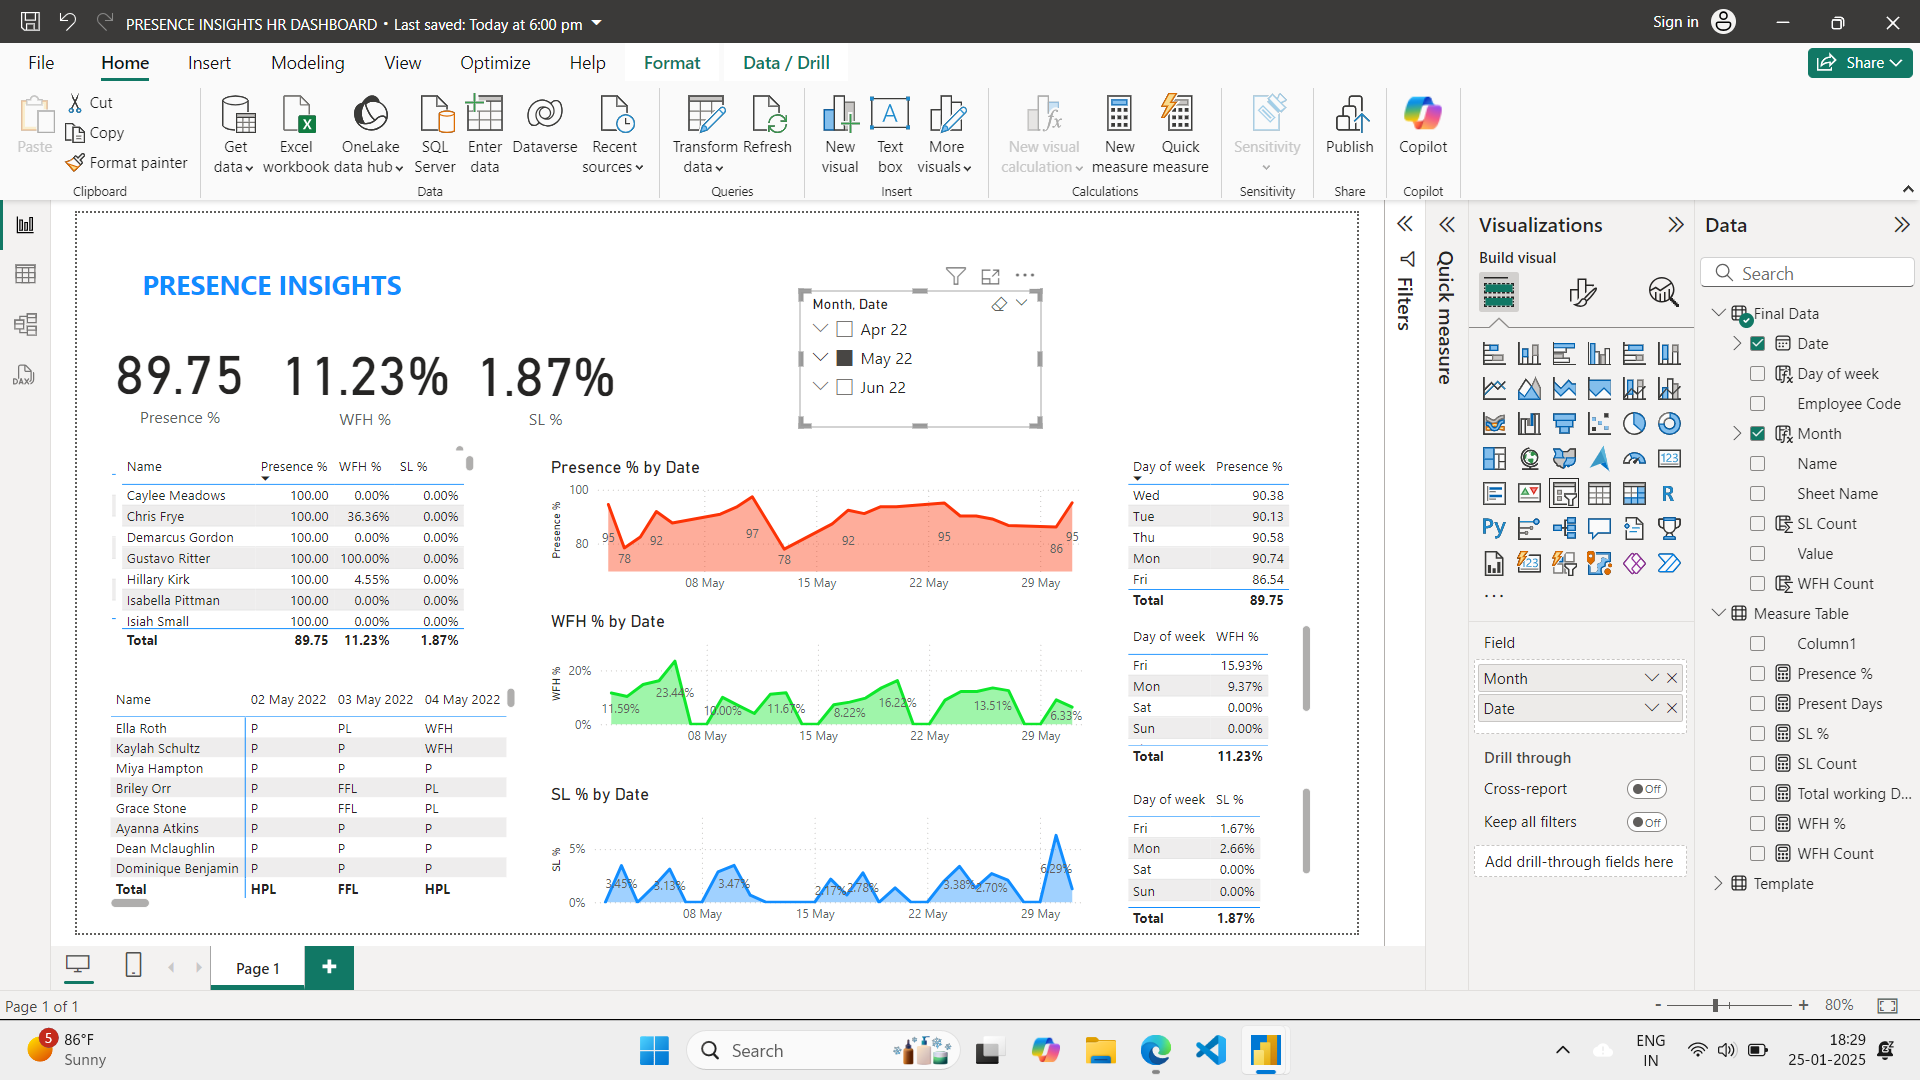 PRESENCE INSIGHTS HR DASHBOARD • Last saved: Today at 6:00 pm
Sign in
File Home Insert Modeling View Optimize Help Format Data / Drill
Share
Paste
Cut
Copy
Format painter
Clipboard
Get data
Excel workbook
OneLake data hub
SQL Server
Enter data
Dataverse
Recent sources
Data
Transform data
Refresh
Queries
New visual
Text box
More visuals
Insert
New visual calculation
New measure
Quick measure
Calculations
Sensitivity
Sensitivity
Publish
Share
Copilot
Copilot
PRESENCE INSIGHTS
89.75 11.23% 1.87%
Presence % WFH % SL %
Month, Date
Apr 22
May 22
Jun 22
Name Presence % WFH % SL %
Caylee Meadows 100.00 0.00% 0.00%
Chris Frye 100.00 36.36% 0.00%
Demarcus Gordon 100.00 0.00% 0.00%
Gustavo Ritter 100.00 100.00% 0.00%
Hillary Kirk 100.00 4.55% 0.00%
Isabella Pittman 100.00 0.00% 0.00%
Isiah Small 100.00 0.00% 0.00%
Total 89.75 11.23% 1.87%
Presence % by Date
Presence %
100
80
95 78 92 97 78 92 95 86 95
08 May 15 May 22 May 29 May
Day of week Presence %
Wed 90.38
Tue 90.13
Thu 90.58
Mon 90.74
Fri 86.54
Total 89.75
WFH % by Date
WFH %
20%
0%
11.59% 23.44% 10.00% 11.67% 8.22% 16.22% 13.51% 6.33%
08 May 15 May 22 May 29 May
Day of week WFH %
Fri 15.93%
Mon 9.37%
Sat 0.00%
Sun 0.00%
Total 11.23%
Name 02 May 2022 03 May 2022 04 May 2022
Ella Roth P PL WFH
Kaylah Schultz P P WFH
Miya Hampton P P P
Briley Orr P FFL PL
Grace Stone P FFL PL
Ayanna Atkins P P P
Dean Mclaughlin P P P
Dominique Benjamin P P P
Total HPL FFL HPL
SL % by Date
SL %
5%
0%
3.45% 3.13% 3.47% 2.17% 2.78% 3.38% 2.70% 6.29%
08 May 15 May 22 May 29 May
Day of week SL %
Fri 1.67%
Mon 2.66%
Sat 0.00%
Sun 0.00%
Total 1.87%
Filters
Quick measure
Visualizations
Build visual
123
R
Py
123
Field
Month
Date
Drill through
Cross-report Off
Keep all filters Off
Add drill-through fields here
Data
Search
Final Data
Date
Day of week
Employee Code
Month
Name
Sheet Name
SL Count
Value
WFH Count
Measure Table
Column1
Presence %
Present Days
SL %
SL Count
Total working D...
WFH %
WFH Count
Template
DAX
Page 1
Page 1 of 1
- + 80%
5
86°F
Sunny
Search
ENG
IN
18:29
25-01-2025